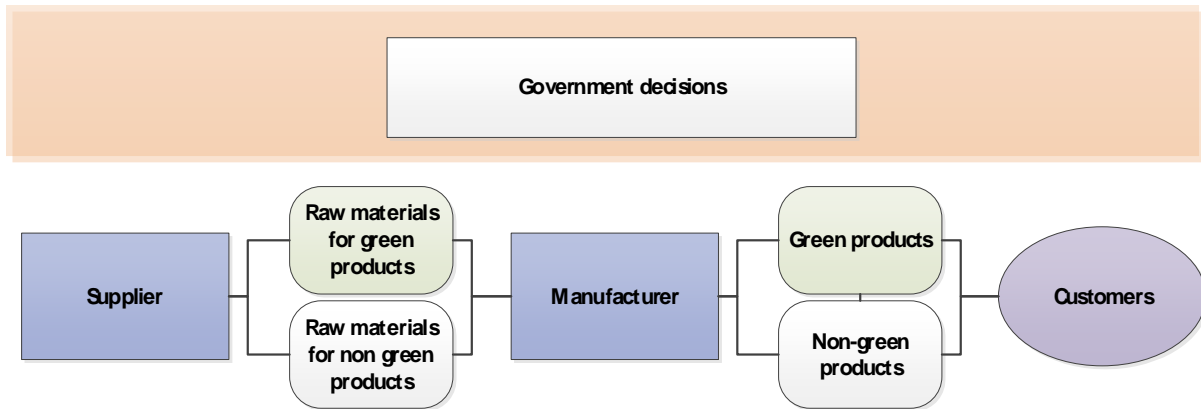 Government decisions
Raw materials
for green
products
Green products
Supplier
Manufacturer
Customers
Raw materials
for non green
products
Non-green
products